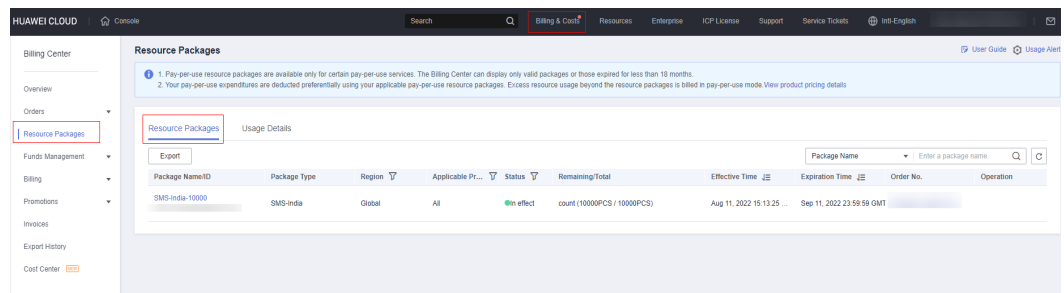 HUAWEI CLOUD Console Search Billing & Costs Resources Enterprise ICP License Support Service Tickets Intl-English
Billing Center
Overview
Orders
Resource Packages
Funds Management
Billing
Promotions
Invoices
Export History
Cost Center NEW
Resource Packages User Guide Usage Alert
1. Pay-per-use resource packages are available only for certain pay-per-use services. The Billing Center can display only valid packages or those expired for less than 18 months.
2. Your pay-per-use expenditures are deducted preferentially using your applicable pay-per-use resource packages. Excess resource usage beyond the resource packages is billed in pay-per-use mode.View product pricing details
Resource Packages Usage Details
Export Package Name Enter a package name. C
Package Name/ID Package Type Region Applicable Pr... Status Remaining/Total Effective Time Expiration Time Order No. Operation
SMS-India-10000
SMS-India Global All In effect count (10000PCS / 10000PCS) Aug 11, 2022 15:13:25 ... Sep 11, 2022 23:59:59 GMT